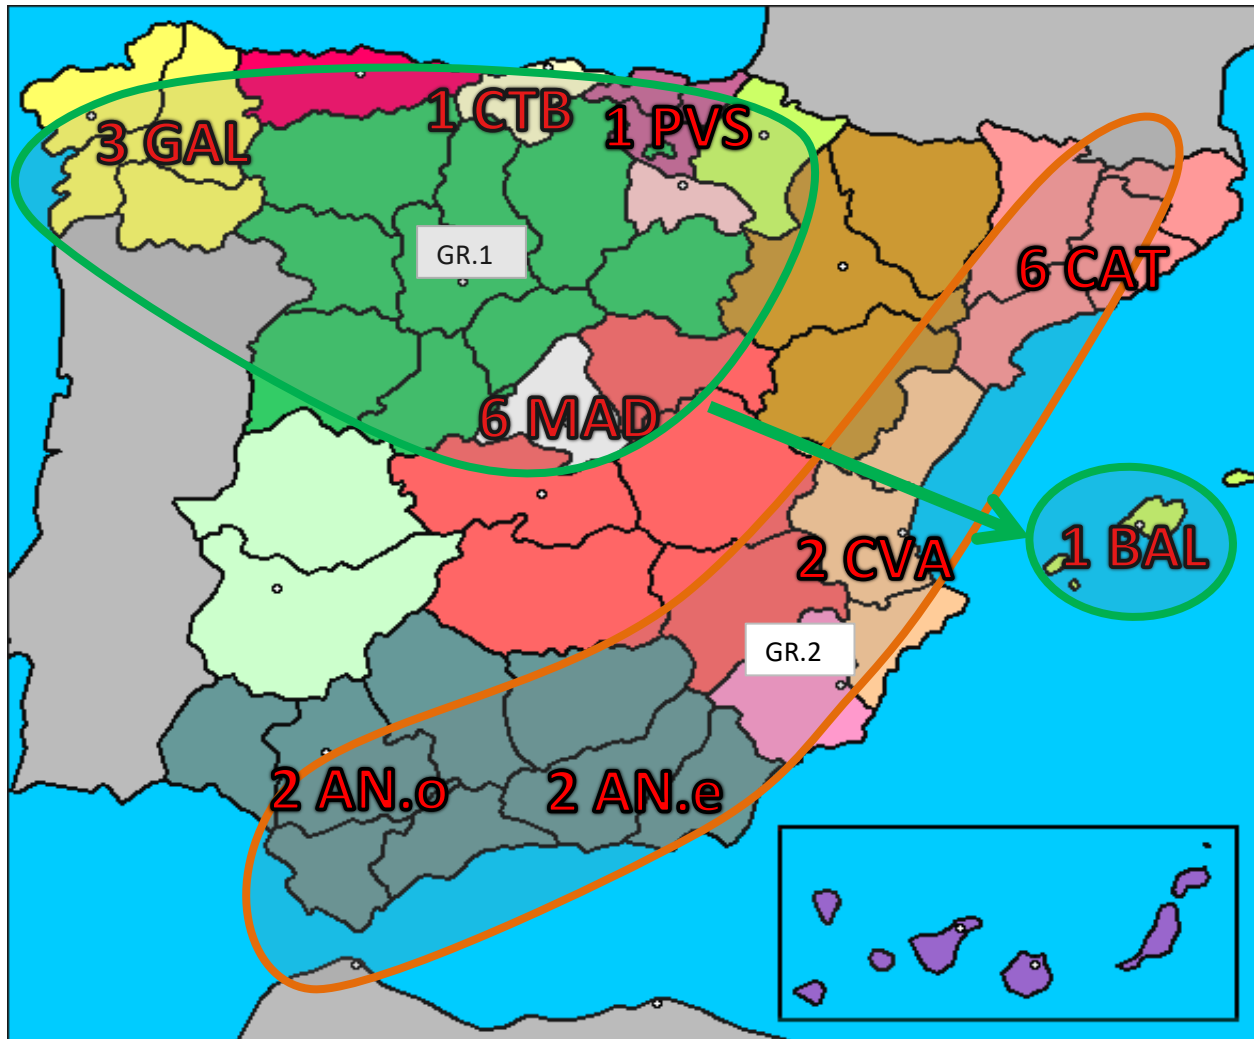 1 CTB
1 PVS
3 GAL
GR.1
6 CAT
6 MAD
2 CVA
1 BAL
GR.2
2 AN.o
2 AN.e